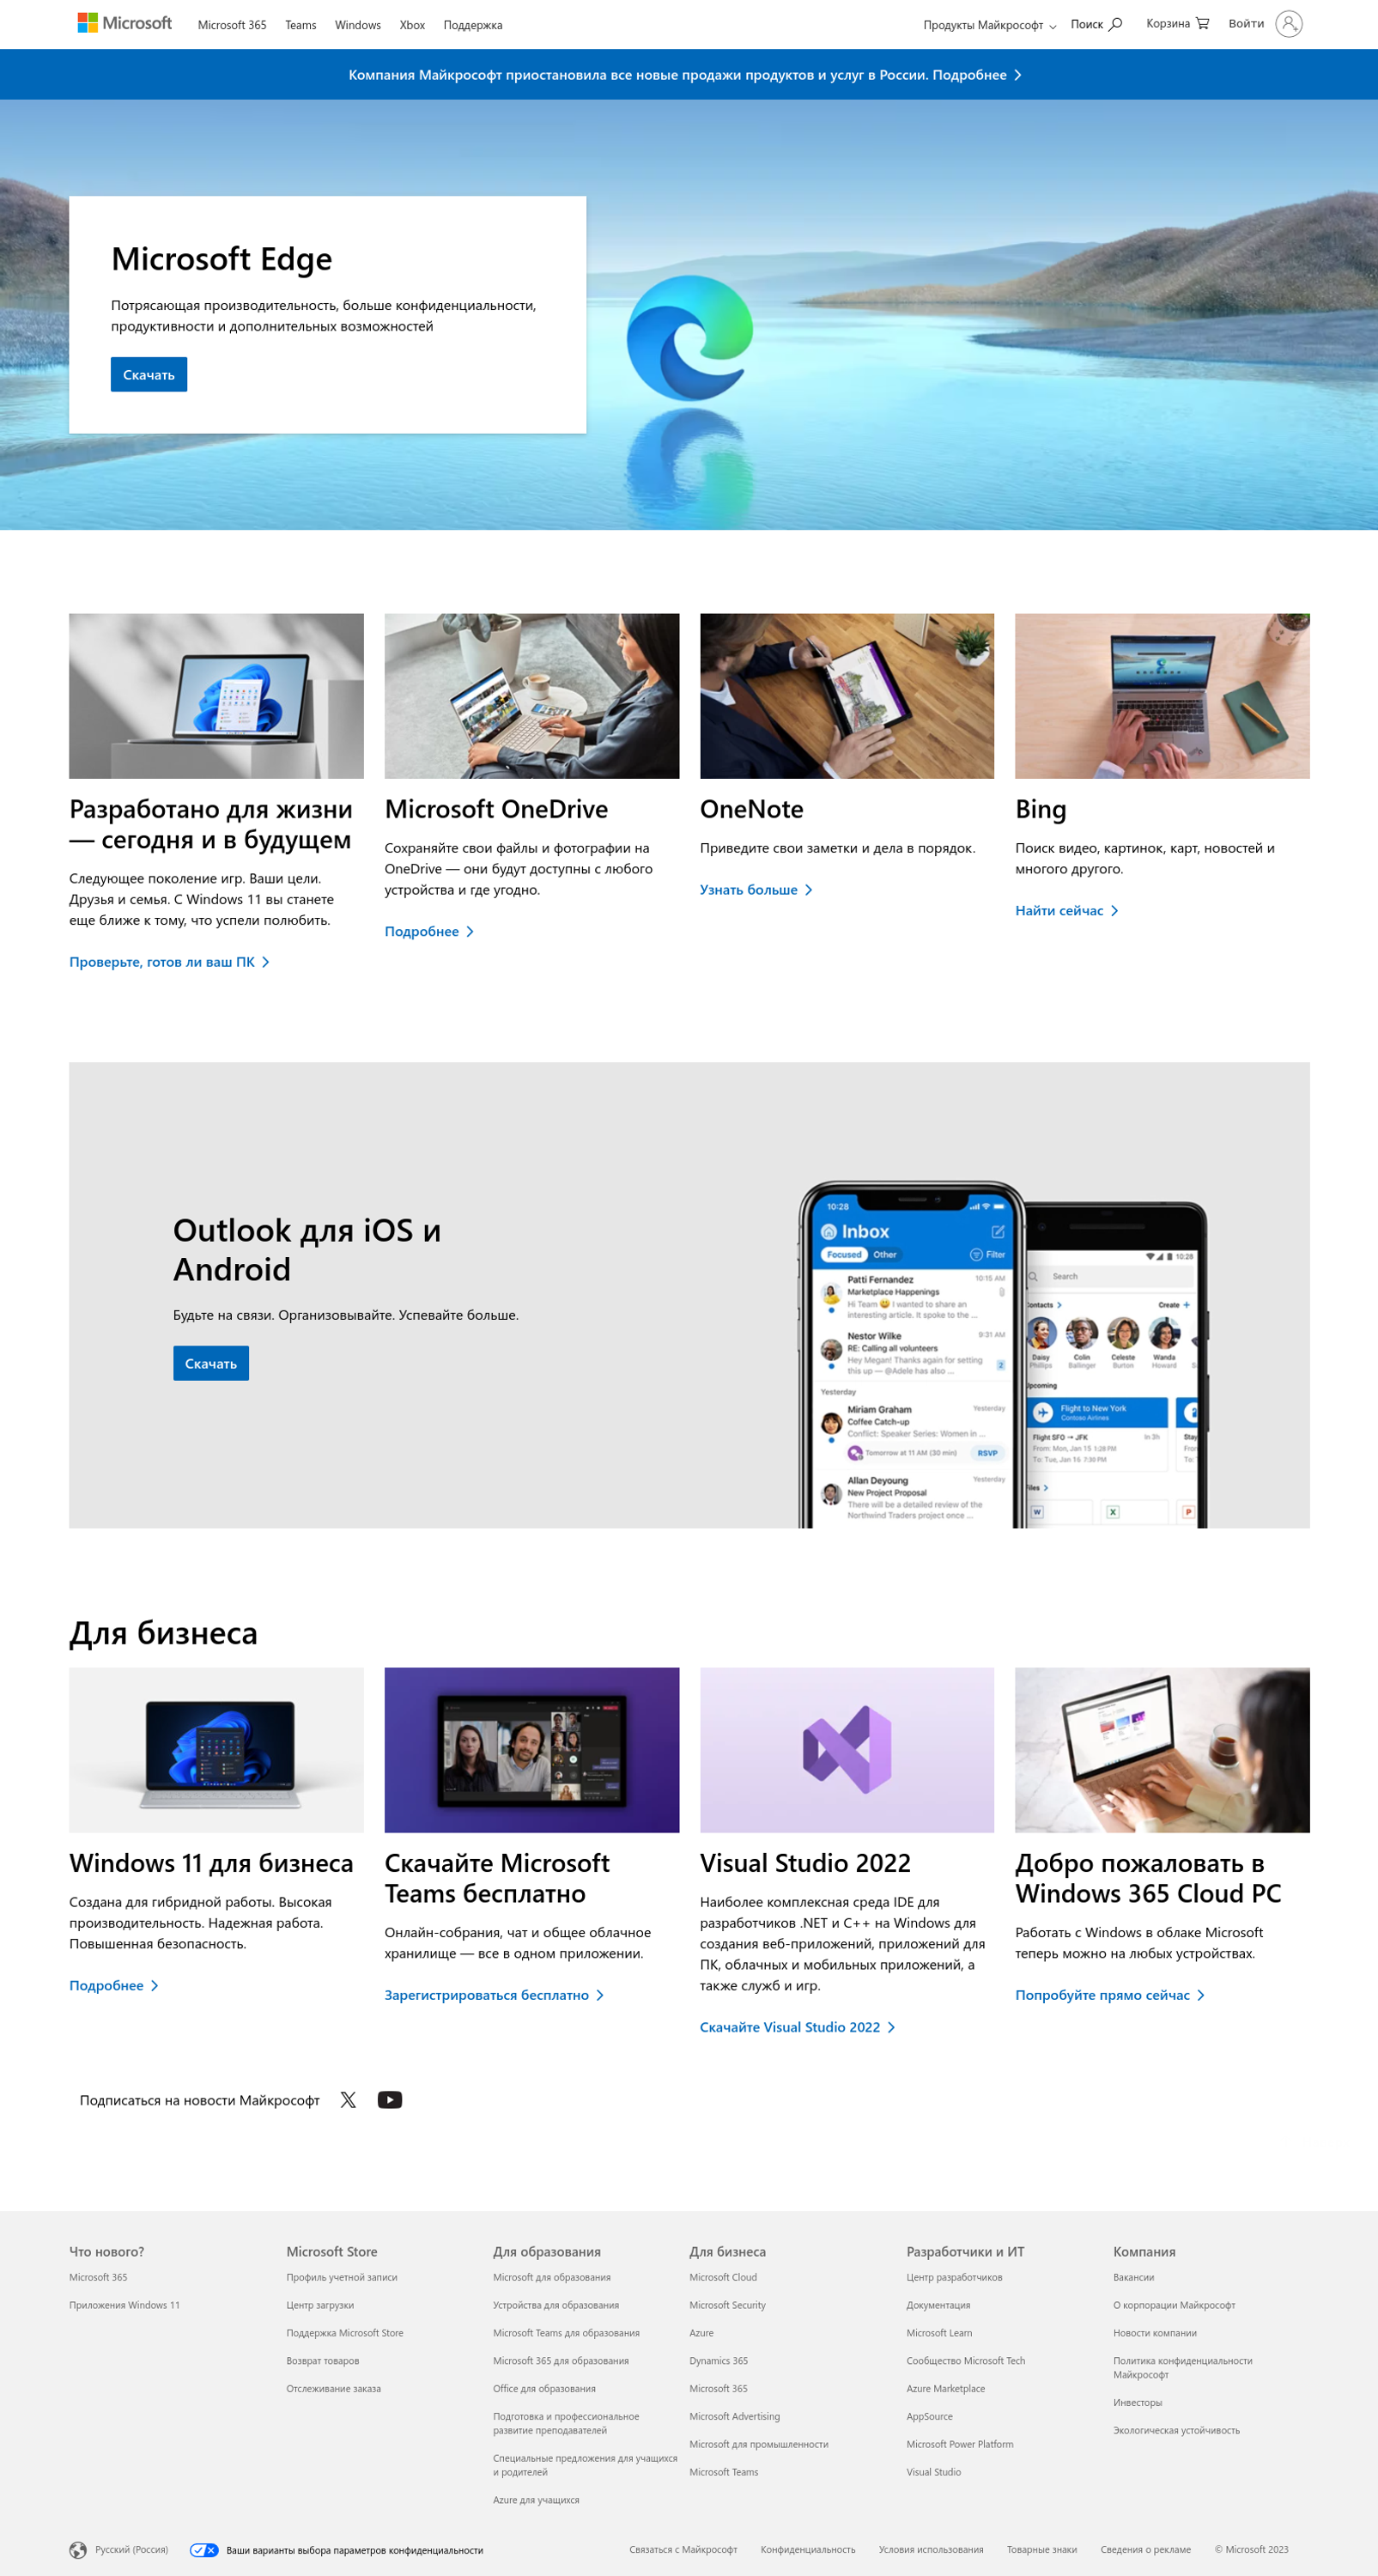 Microsoft
Microsoft 365
Teams
Windows
Xbox
Поддержка
Продукты Майкрософт
Поиск
Корзина
Войти
Компания Майкрософт приостановила все новые продажи продуктов и услуг в России. Подробнее
Microsoft Edge
Потрясающая производительность, больше конфиденциальности,
продуктивности и дополнительных возможностей
Скачать
Разработано для жизни
— сегодня и в будущем
Следующее поколение игр. Ваши цели.
Друзья и семья. С Windows 11 вы станете
еще ближе к тому, что успели полюбить.
Проверьте, готов ли ваш ПК
Microsoft OneDrive
Сохраняйте свои файлы и фотографии на
OneDrive — они будут доступны с любого
устройства и где угодно.
Подробнее
OneNote
Приведите свои заметки и дела в порядок.
Узнать больше
Bing
Поиск видео, картинок, карт, новостей и
многого другого.
Найти сейчас
Outlook для iOS и
Android
Будьте на связи. Организовывайте. Успевайте больше.
Скачать
10:28
Inbox
Focused
Other
Filter
Patti Fernandez
10:15 AM
Marketplace Happenings
Hi Team 😀 I wanted to share an
interesting article. It spoke to the ...
Nestor Wilke
9:31 AM
RE: Calling all volunteers
Hey Megan! Thanks again for setting
this up — @Adele has also ...
2
Yesterday
Miriam Graham
Yesterday
Coffee Catch-up
Conflict: Speaker Series: Women in ...
Tomorrow at 11 AM (30 min)
RSVP
Allan Deyoung
Yesterday
New Project Proposal
There will be a detailed review of the
Northwind Traders project once ...
10:28
Search
Contacts
Create +
Daisy
Phillips
Colin
Ballinger
Celeste
Burton
Wanda
Howard
Upcoming
Flight to New York
Contoso Airlines
Flight SFO → JFK
In 3h
From: Mon, Jan 15 1:28 PM
To: Tue, Jan 16 7:30 PM
Stay
Files
W
X
P
Для бизнеса
Windows 11 для бизнеса
Создана для гибридной работы. Высокая
производительность. Надежная работа.
Повышенная безопасность.
Подробнее
Скачайте Microsoft
Teams бесплатно
Онлайн-собрания, чат и общее облачное
хранилище — все в одном приложении.
Зарегистрироваться бесплатно
Visual Studio 2022
Наиболее комплексная среда IDE для
разработчиков .NET и C++ на Windows для
создания веб-приложений, приложений для
ПК, облачных и мобильных приложений, а
также служб и игр.
Скачайте Visual Studio 2022
Добро пожаловать в
Windows 365 Cloud PC
Работать с Windows в облаке Microsoft
теперь можно на любых устройствах.
Попробуйте прямо сейчас
Подписаться на новости Майкрософт
Что нового?
Microsoft 365
Приложения Windows 11
Microsoft Store
Профиль учетной записи
Центр загрузки
Поддержка Microsoft Store
Возврат товаров
Отслеживание заказа
Для образования
Microsoft для образования
Устройства для образования
Microsoft Teams для образования
Microsoft 365 для образования
Office для образования
Подготовка и профессиональное
развитие преподавателей
Специальные предложения для учащихся
и родителей
Azure для учащихся
Для бизнеса
Microsoft Cloud
Microsoft Security
Azure
Dynamics 365
Microsoft 365
Microsoft Advertising
Microsoft для промышленности
Microsoft Teams
Разработчики и ИТ
Центр разработчиков
Документация
Microsoft Learn
Сообщество Microsoft Tech
Azure Marketplace
AppSource
Microsoft Power Platform
Visual Studio
Компания
Вакансии
О корпорации Майкрософт
Новости компании
Политика конфиденциальности
Майкрософт
Инвесторы
Экологическая устойчивость
Русский (Россия)
Ваши варианты выбора параметров конфиденциальности
Связаться с Майкрософт
Конфиденциальность
Условия использования
Товарные знаки
Сведения о рекламе
© Microsoft 2023